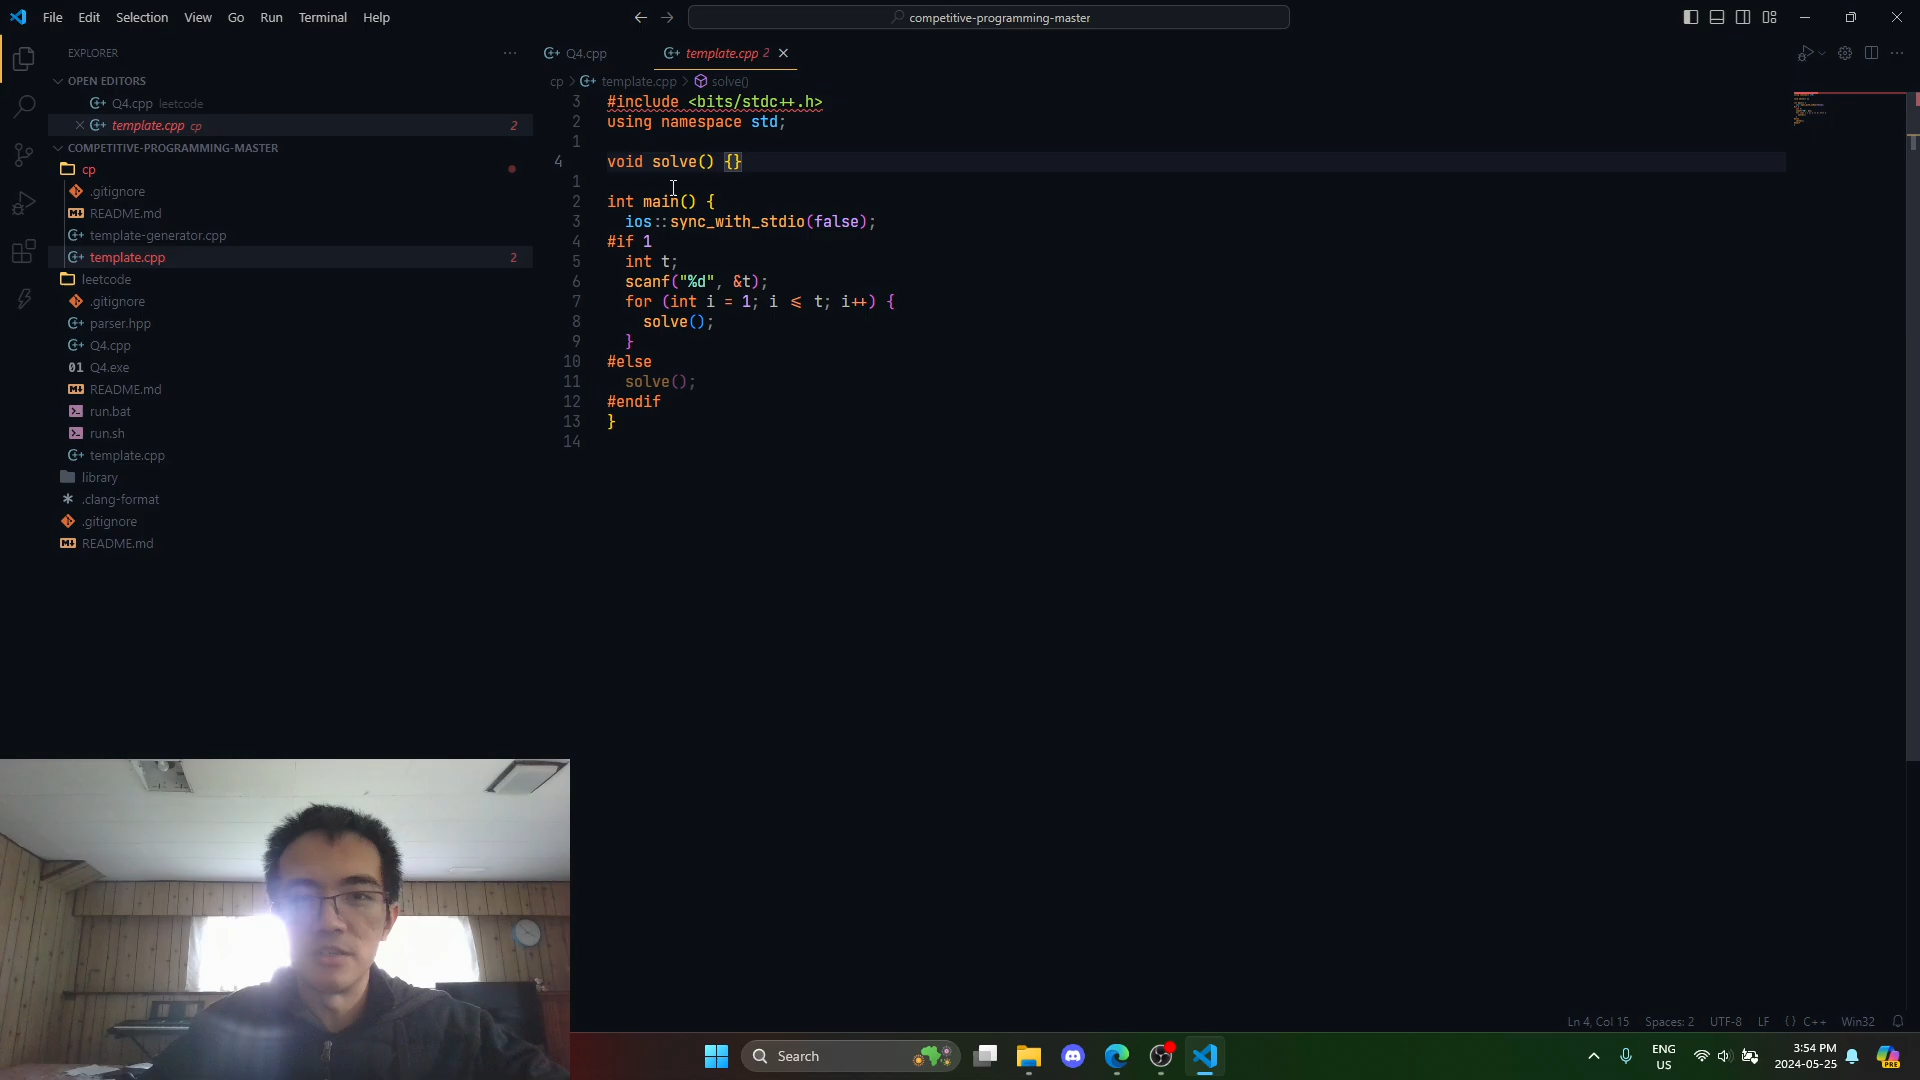 File Edit Selection View Go Run Terminal Help
competitive-programming-master
EXPLORER
OPEN EDITORS
Q4.cpp leetcode
template.cpp cp 2
COMPETITIVE-PROGRAMMING-MASTER
cp
.gitignore
README.md
template-generator.cpp
template.cpp 2
leetcode
.gitignore
parser.hpp
Q4.cpp
01 Q4.exe
README.md
run.bat
run.sh
template.cpp
library
.clang-format
.gitignore
README.md
Q4.cpp template.cpp 2
cp > template.cpp > solve()
3 #include <bits/stdc++.h>
2 using namespace std;
1
4 void solve() {}
1
2 int main() {
3 ios::sync_with_stdio(false);
4 #if 1
5 int t;
6 scanf("%d", &t);
7 for (int i = 1; i <= t; i++) {
8 solve();
9 }
10 #else
11 solve();
12 #endif
13 }
14
Ln 4, Col 15 Spaces: 2 UTF-8 LF {} C++ Win32
Search
ENG
US
3:54 PM
2024-05-25
PRE